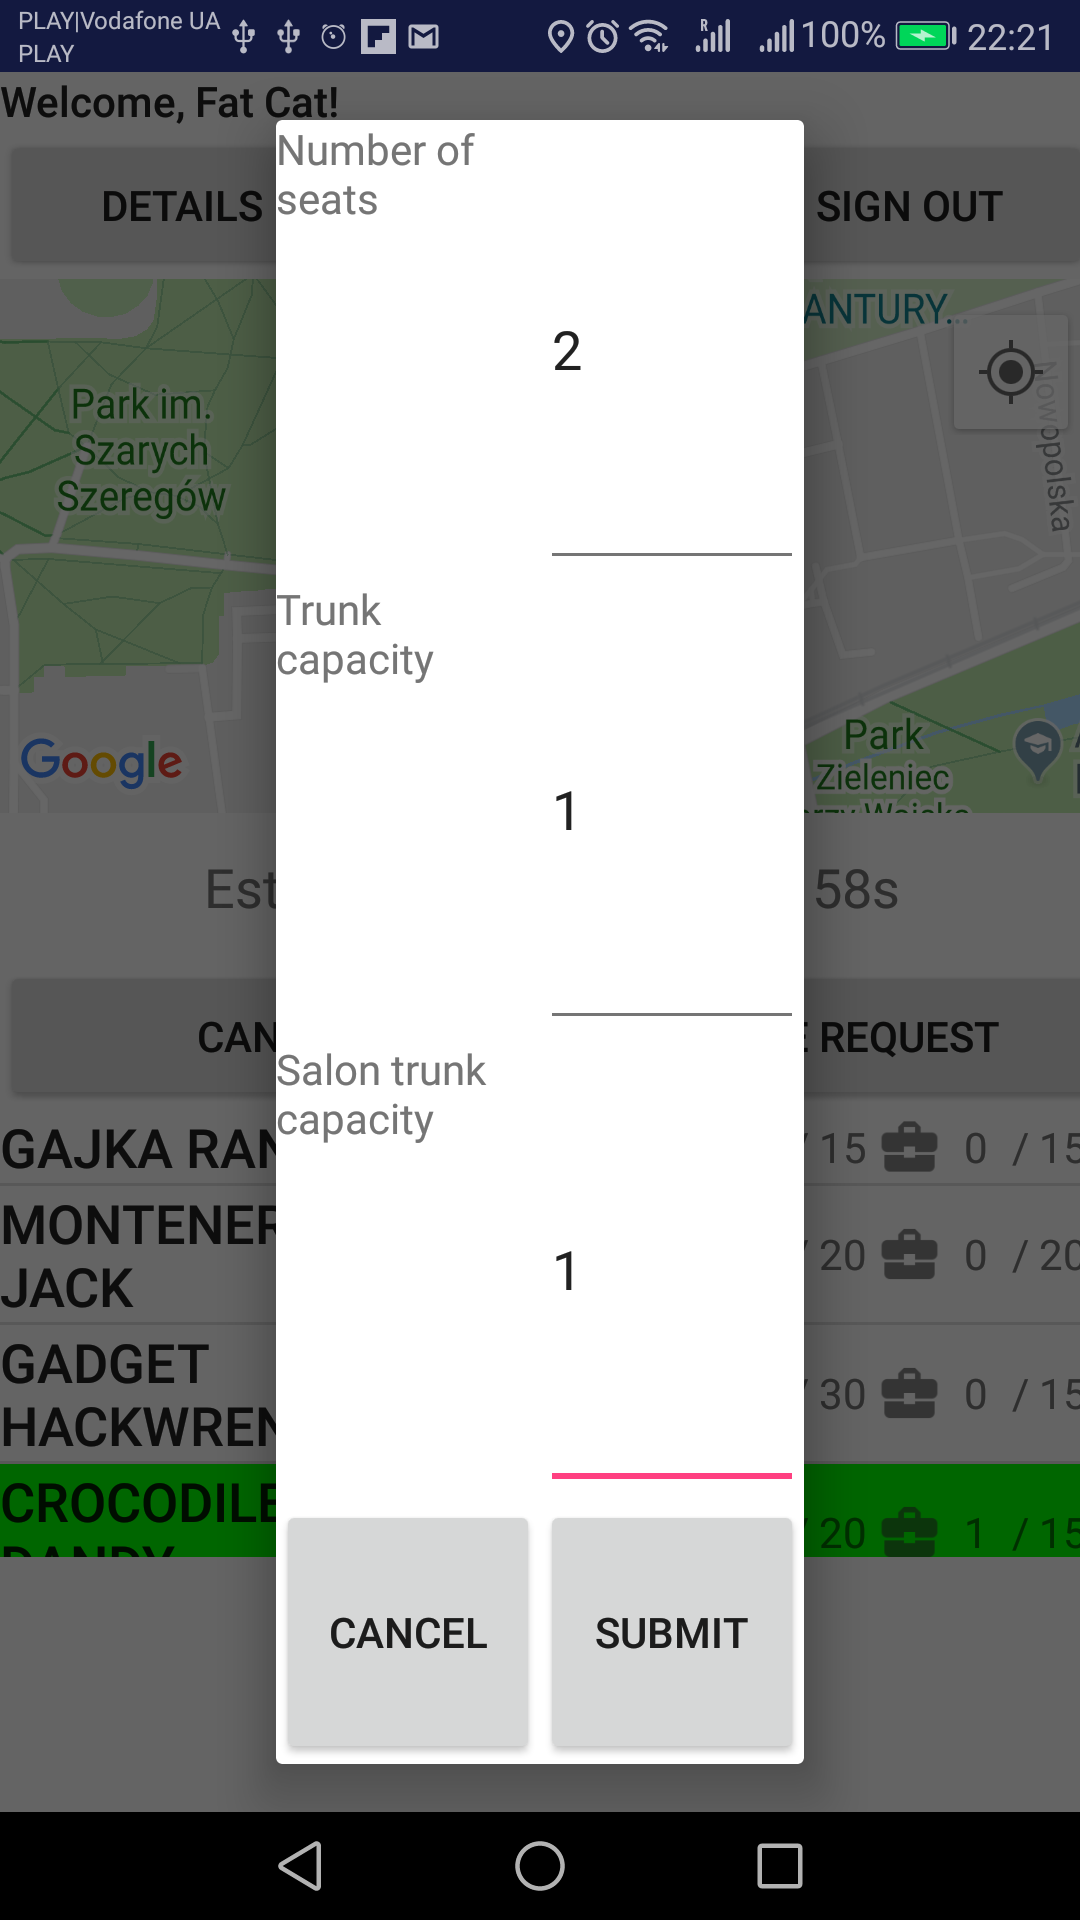 PLAY|Vodafone UA
PLAY
100% 22:21
Welcome, Fat Cat!
DETAILS
SIGN OUT
Number of
seats
2
ANTURY...
Park im.
Szarych
Szeregów
Nowopolska
Trunk
capacity
1
Park
Zieleniec
Google
Est
58s
CAN
REQUEST
Salon trunk
capacity
1
GAJKA RAN
/ 15 0 / 15
MONTENER
JACK
/ 20 0 / 20
GADGET
HACKWREN
/ 30 0 / 15
CROCODILE
DANDY
/ 20 1 / 15
CANCEL
SUBMIT